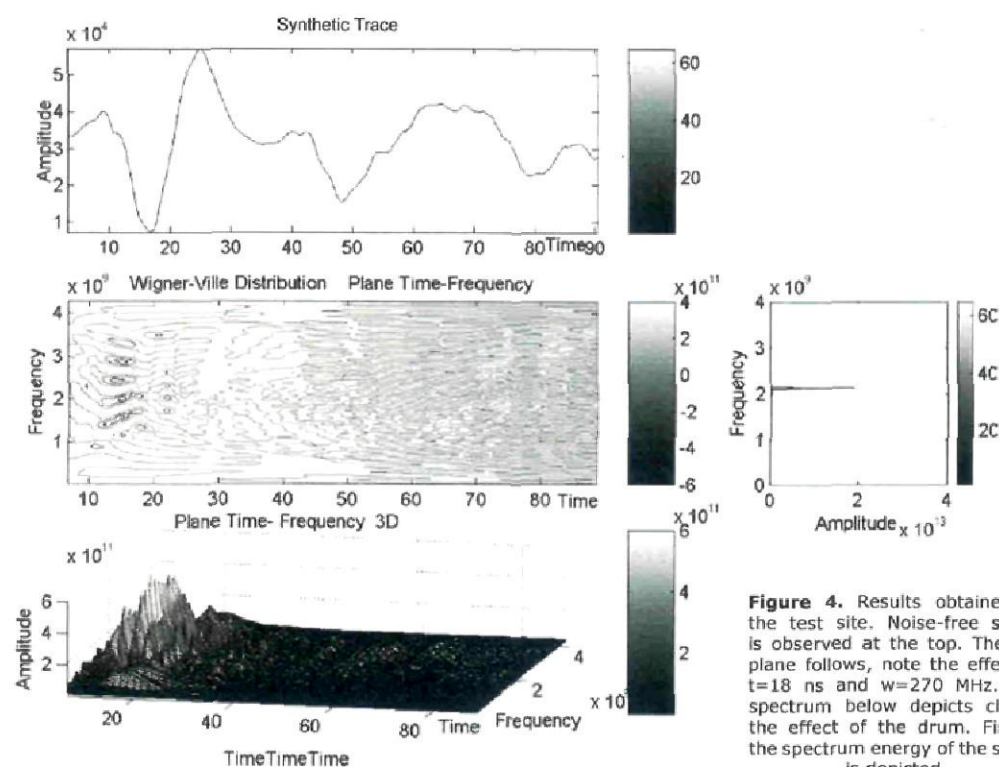 Synthetic Trace
x 10^4
Amplitude
5
4
3
2
1
10 20 30 40 50 60 70 80 Time 90
60
40
20
x 10^9 Wigner-Ville Distribution Plane Time-Frequency
Frequency
4
3
2
1
10 20 30 40 50 60 70 80 Time
x 10^11
4
2
0
-2
-4
-6
x 10^9
Frequency
4
3
2
1
0
0 2 4
Amplitude x 10^13
6C
4C
2C
Plane Time- Frequency 3D
x 10^11
Amplitude
6
4
2
20 40 60 80 Time
TimeTimeTime
2
4
Frequency
x 10
x 10^11
6
4
2
Figure 4. Results obtaine
the test site. Noise-free s
is observed at the top. The
plane follows, note the effe
t=18 ns and w=270 MHz.
spectrum below depicts cl
the effect of the drum. Fi
the spectrum energy of the s
is depicted